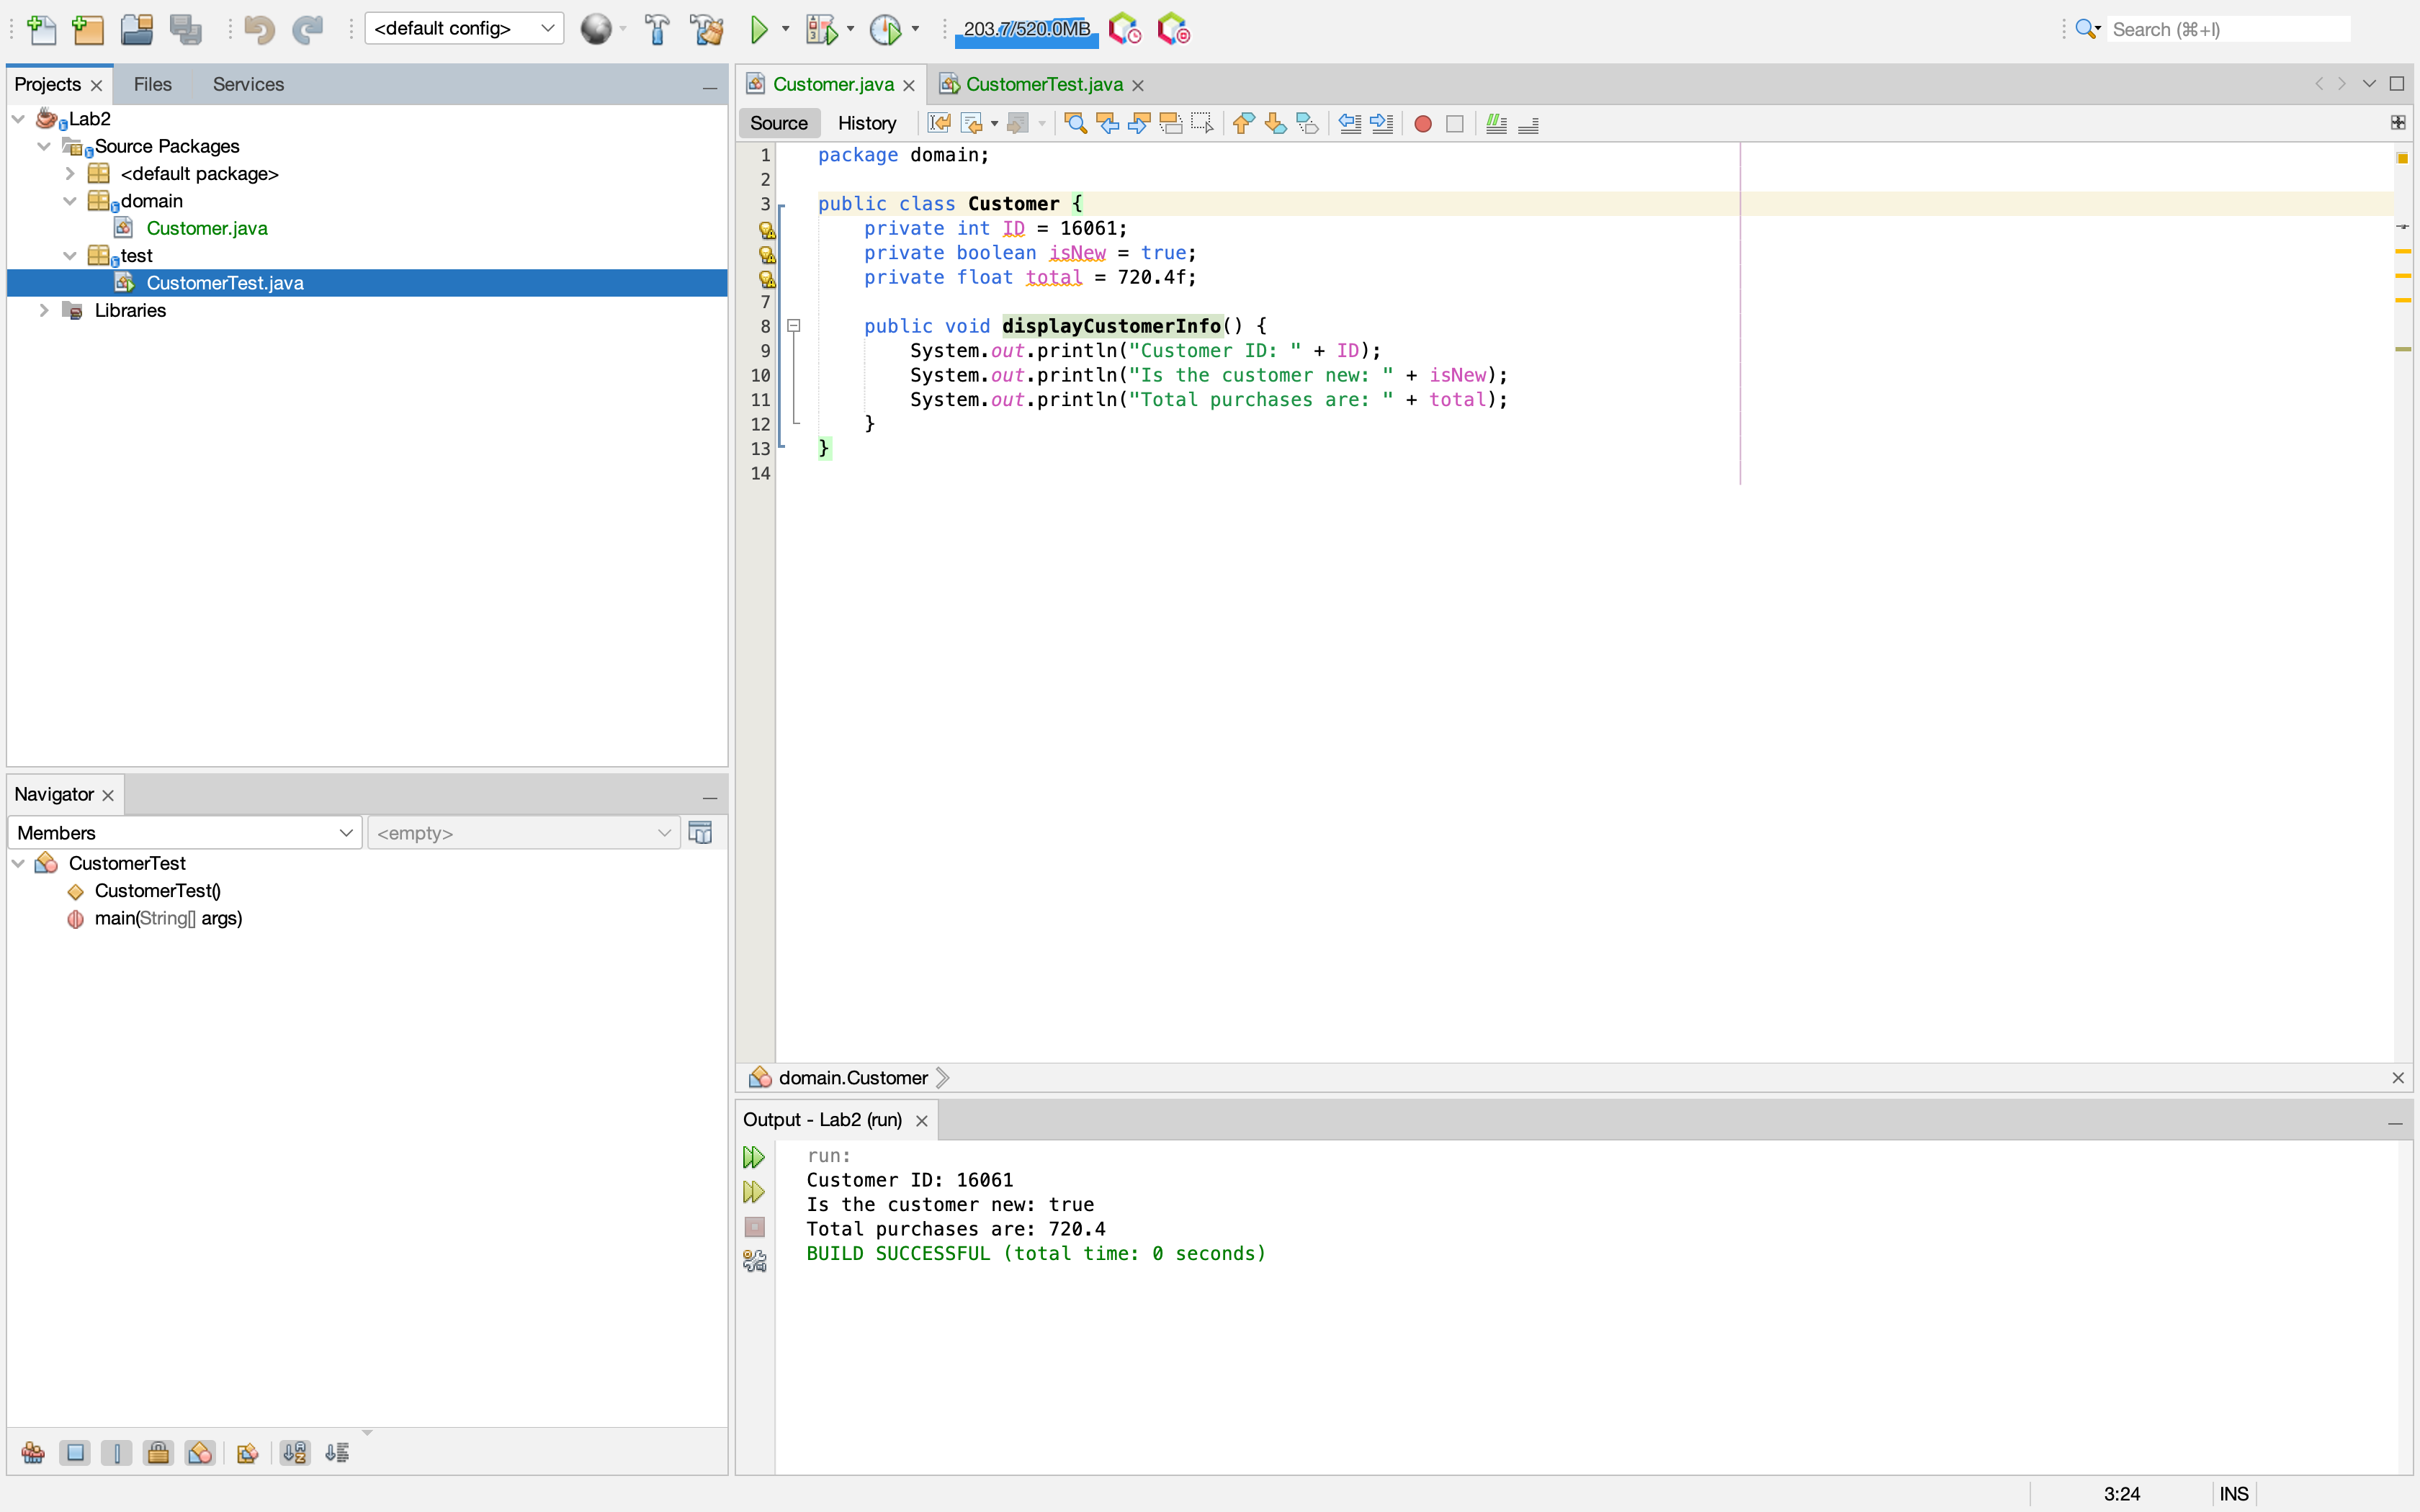 <default config>
203.7/520.0MB
Search (⌘+I)
Projects
Files
Services
Lab2
Source Packages
<default package>
domain
Customer.java
test
CustomerTest.java
Libraries
Navigator
Members
<empty>
CustomerTest
CustomerTest()
main(String[] args)
Customer.java
CustomerTest.java
Source
History
1 package domain;
2
3 public class Customer {
private int ID = 16061;
private boolean isNew = true;
private float total = 720.4f;
7
8 public void displayCustomerInfo() {
9 System.out.println("Customer ID: " + ID);
10 System.out.println("Is the customer new: " + isNew);
11 System.out.println("Total purchases are: " + total);
12 }
13 }
14
domain.Customer
Output - Lab2 (run)
run:
Customer ID: 16061
Is the customer new: true
Total purchases are: 720.4
BUILD SUCCESSFUL (total time: 0 seconds)
3:24
INS